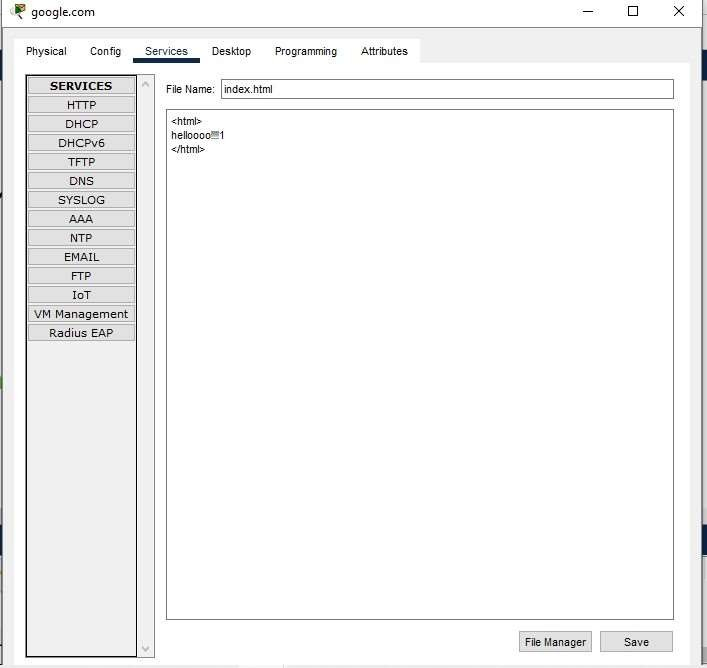 google.com
Physical Config Services Desktop Programming Attributes
SERVICES
HTTP
DHCP
DHCPv6
TFTP
DNS
SYSLOG
AAA
NTP
EMAIL
FTP
IoT
VM Management
Radius EAP
File Name: index.html
<html>
helloooo!!!!1
</html>
File Manager Save